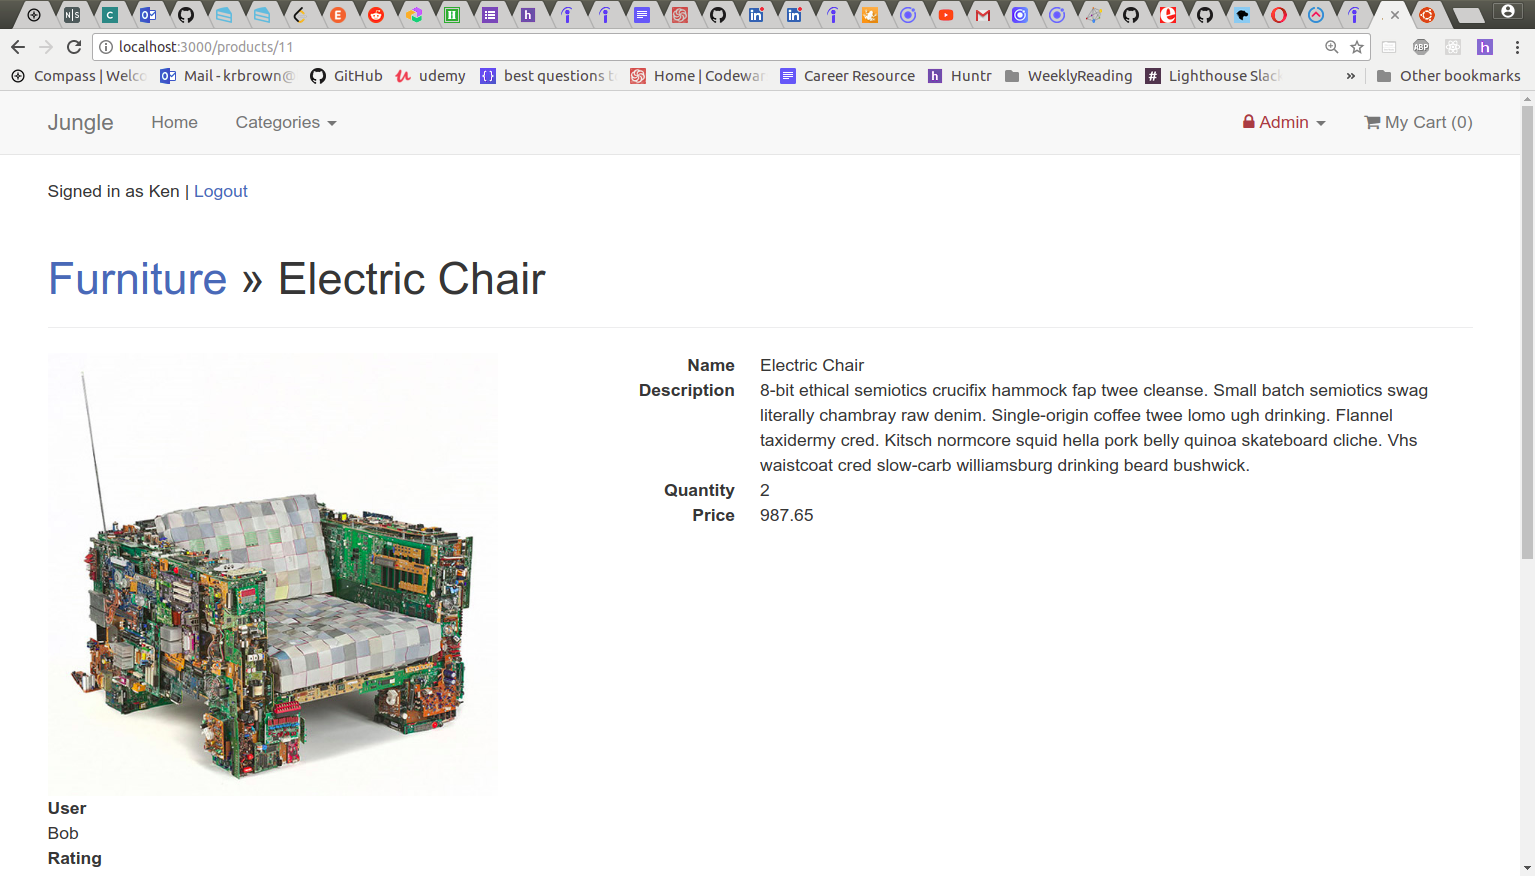 localhost:3000/products/11
Compass | Welco
Mail - krbrown@
GitHub
udemy
best questions t
Home | Codewar
Career Resource
Huntr
WeeklyReading
Lighthouse Slac
»
Other bookmarks
Jungle
Home
Categories
Admin
My Cart (0)
Signed in as Ken | Logout
Furniture » Electric Chair
Name Electric Chair
Description 8-bit ethical semiotics crucifix hammock fap twee cleanse. Small batch semiotics swag
literally chambray raw denim. Single-origin coffee twee lomo ugh drinking. Flannel
taxidermy cred. Kitsch normcore squid hella pork belly quinoa skateboard cliche. Vhs
waistcoat cred slow-carb williamsburg drinking beard bushwick.
Quantity 2
Price 987.65
User
Bob
Rating